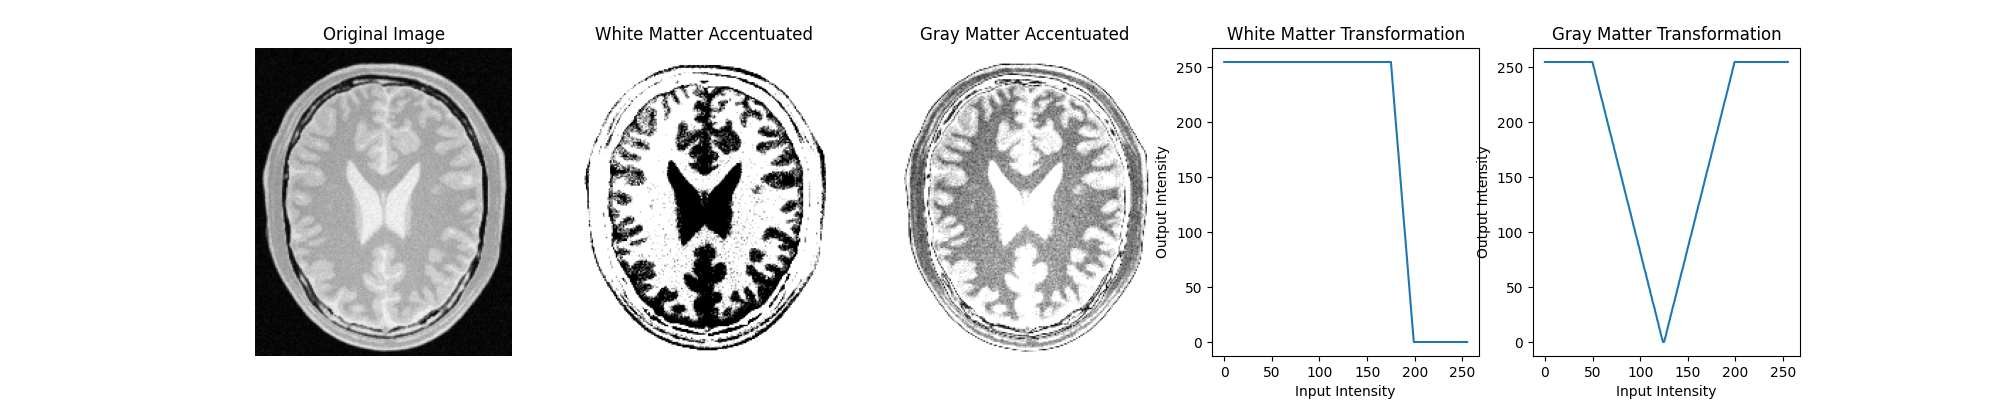 Original Image
White Matter Accentuated
Gray Matter Accentuated
White Matter Transformation
250
200
150
100
50
0
Output Intensity
0 50 100 150 200 250
Input Intensity
Gray Matter Transformation
250
200
150
100
50
0
Output Intensity
0 50 100 150 200 250
Input Intensity